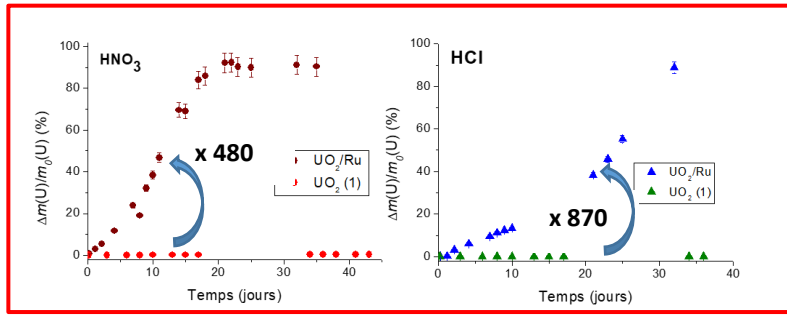 HNO₃
x 480
UO₂/Ru
UO₂ (1)
Δm(U)/m₀(U) (%)
100
80
60
40
20
0
0 10 20 30 40
Temps (jours)
HCl
x 870
UO₂/Ru
UO₂ (1)
Δm(U)/m₀(U) (%)
100
80
60
40
20
0
0 10 20 30 40
Temps (jours)